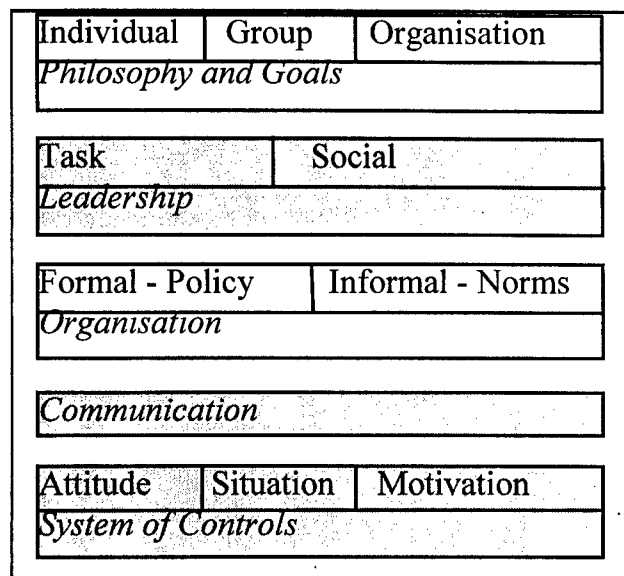 Individual Group Organisation
Philosophy and Goals
Task Social
Leadership
Formal - Policy Informal - Norms
Organisation
Communication
Attitude Situation Motivation
System of Controls